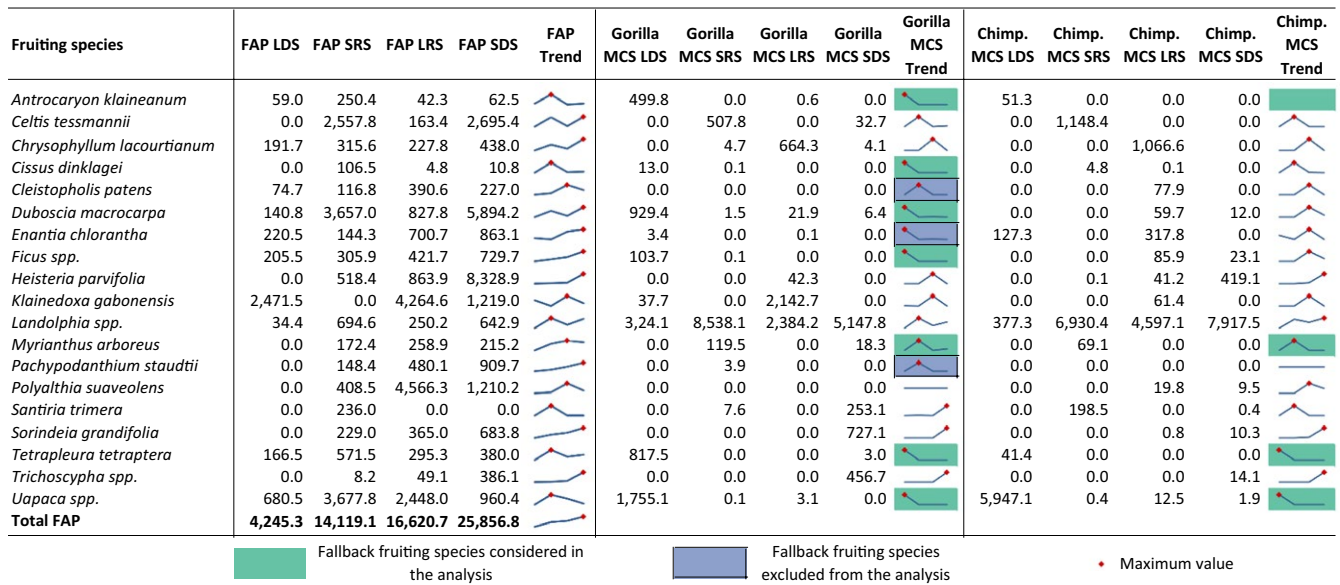 Fruiting species FAP LDS FAP SRS FAP LRS FAP SDS FAP Trend Gorilla MCS LDS Gorilla MCS SRS Gorilla MCS LRS Gorilla MCS SDS Gorilla MCS Trend Chimp. MCS LDS Chimp. MCS SRS Chimp. MCS LRS Chimp. MCS SDS Chimp. MCS Trend
Antrocaryon klaineanum 59.0 250.4 42.3 62.5 499.8 0.0 0.6 0.0 51.3 0.0 0.0 0.0
Celtis tessmannii 0.0 2,557.8 163.4 2,695.4 0.0 507.8 0.0 32.7 0.0 1,148.4 0.0 0.0
Chrysophyllum lacourtianum 191.7 315.6 227.8 438.0 0.0 4.7 664.3 4.1 0.0 0.0 1,066.6 0.0
Cissus dinklagei 0.0 106.5 4.8 10.8 13.0 0.1 0.0 0.0 0.0 4.8 0.1 0.0
Cleistopholis patens 74.7 116.8 390.6 227.0 0.0 0.0 0.0 0.0 0.0 0.0 77.9 0.0
Duboscia macrocarpa 140.8 3,657.0 827.8 5,894.2 929.4 1.5 21.9 6.4 0.0 0.0 59.7 12.0
Enantia chlorantha 220.5 144.3 700.7 863.1 3.4 0.0 0.1 0.0 127.3 0.0 317.8 0.0
Ficus spp. 205.5 305.9 421.7 729.7 103.7 0.1 0.0 0.0 0.0 0.0 85.9 23.1
Heisteria parvifolia 0.0 518.4 863.9 8,328.9 0.0 0.0 42.3 0.0 0.0 0.1 41.2 419.1
Klainedoxa gabonensis 2,471.5 0.0 4,264.6 1,219.0 37.7 0.0 2,142.7 0.0 0.0 0.0 61.4 0.0
Landolphia spp. 34.4 694.6 250.2 642.9 3,24.1 8,538.1 2,384.2 5,147.8 377.3 6,930.4 4,597.1 7,917.5
Myrianthus arboreus 0.0 172.4 258.9 215.2 0.0 119.5 0.0 18.3 0.0 69.1 0.0 0.0
Pachypodanthium staudtii 0.0 148.4 480.1 909.7 0.0 3.9 0.0 0.0 0.0 0.0 0.0 0.0
Polyalthia suaveolens 0.0 408.5 4,566.3 1,210.2 0.0 0.0 0.0 0.0 0.0 0.0 19.8 9.5
Santiria trimera 0.0 236.0 0.0 0.0 0.0 7.6 0.0 253.1 0.0 198.5 0.0 0.4
Sorindeia grandifolia 0.0 229.0 365.0 683.8 0.0 0.0 0.0 727.1 0.0 0.0 0.8 10.3
Tetrapleura tetraptera 166.5 571.5 295.3 380.0 817.5 0.0 0.0 3.0 41.4 0.0 0.0 0.0
Trichoscypha spp. 0.0 8.2 49.1 386.1 0.0 0.0 0.0 456.7 0.0 0.0 0.0 14.1
Uapaca spp. 680.5 3,677.8 2,448.0 960.4 1,755.1 0.1 3.1 0.0 5,947.1 0.4 12.5 1.9
Total FAP 4,245.3 14,119.1 16,620.7 25,856.8
Fallback fruiting species considered in
the analysis
Fallback fruiting species
excluded from the analysis
Maximum value